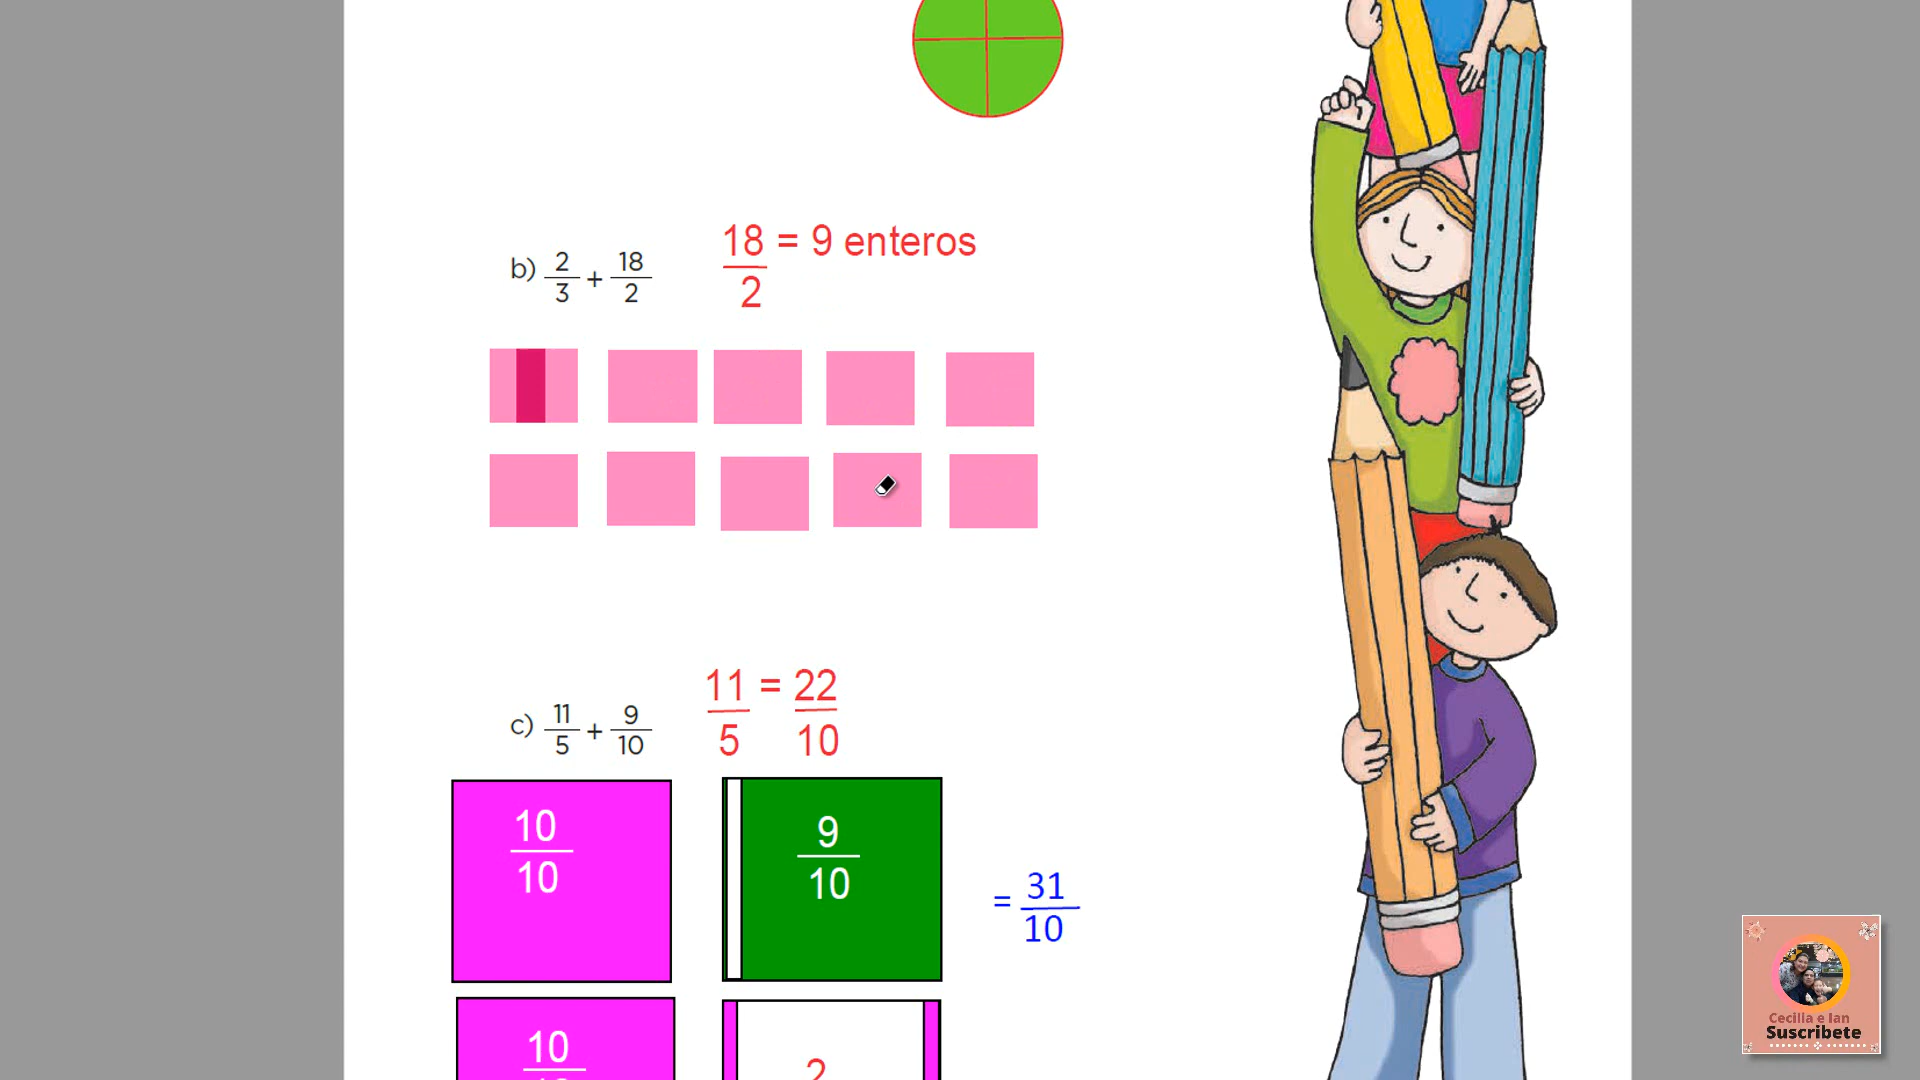 b) 2/3 + 18/2
18/2 = 9 enteros
c) 11/5 + 9/10
11/5 = 22/10
10/10
9/10
= 31/10
10
2
Cecilia e Ian
Suscribete